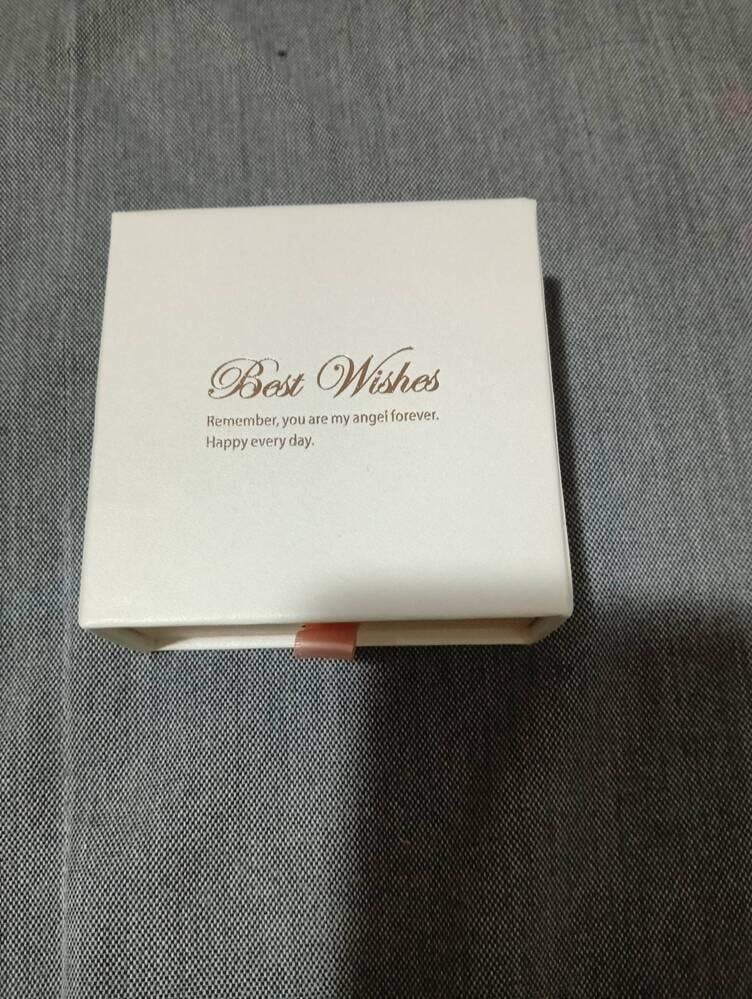 Best Wishes
Remember, you are my angel forever.
Happy every day.